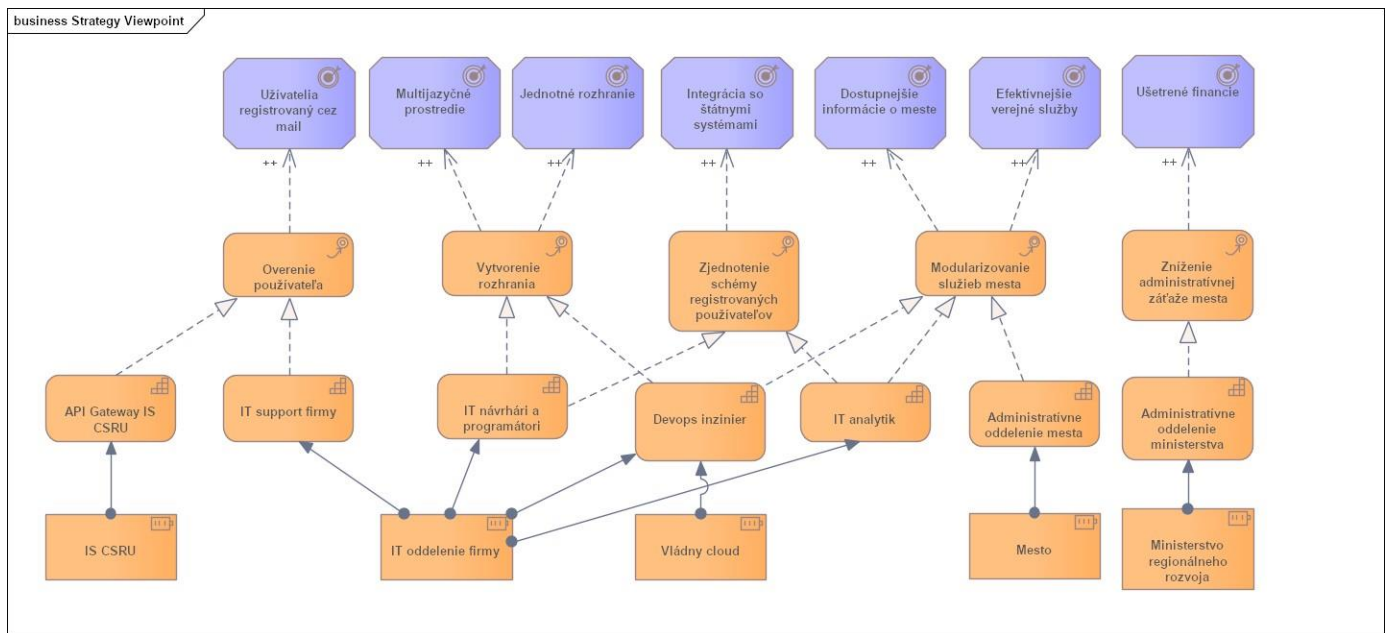 business Strategy Viewpoint
Užívatelia
registrovaný cez
mail
Multijazyčné
prostredie
Jednotné rozhranie
Integrácia so
štátnymi
systémami
Dostupnejšie
informácie o meste
Efektívnejšie
verejné služby
Ušetrené financie
++
++
++
++
++
++
++
Overenie
používateľa
Vytvorenie
rozhrania
Zjednotenie
schémy
registrovaných
používateľov
Modularizovanie
služieb mesta
Zníženie
administratívnej
záťaže mesta
API Gateway IS
CSRU
IT support firmy
IT návrhári a
programátori
Devops inzinier
IT analytik
Administratívne
oddelenie mesta
Administratívne
oddelenie
ministerstva
IS CSRU
IT oddelenie firmy
Vládny cloud
Mesto
Ministerstvo
regionálneho
rozvoja